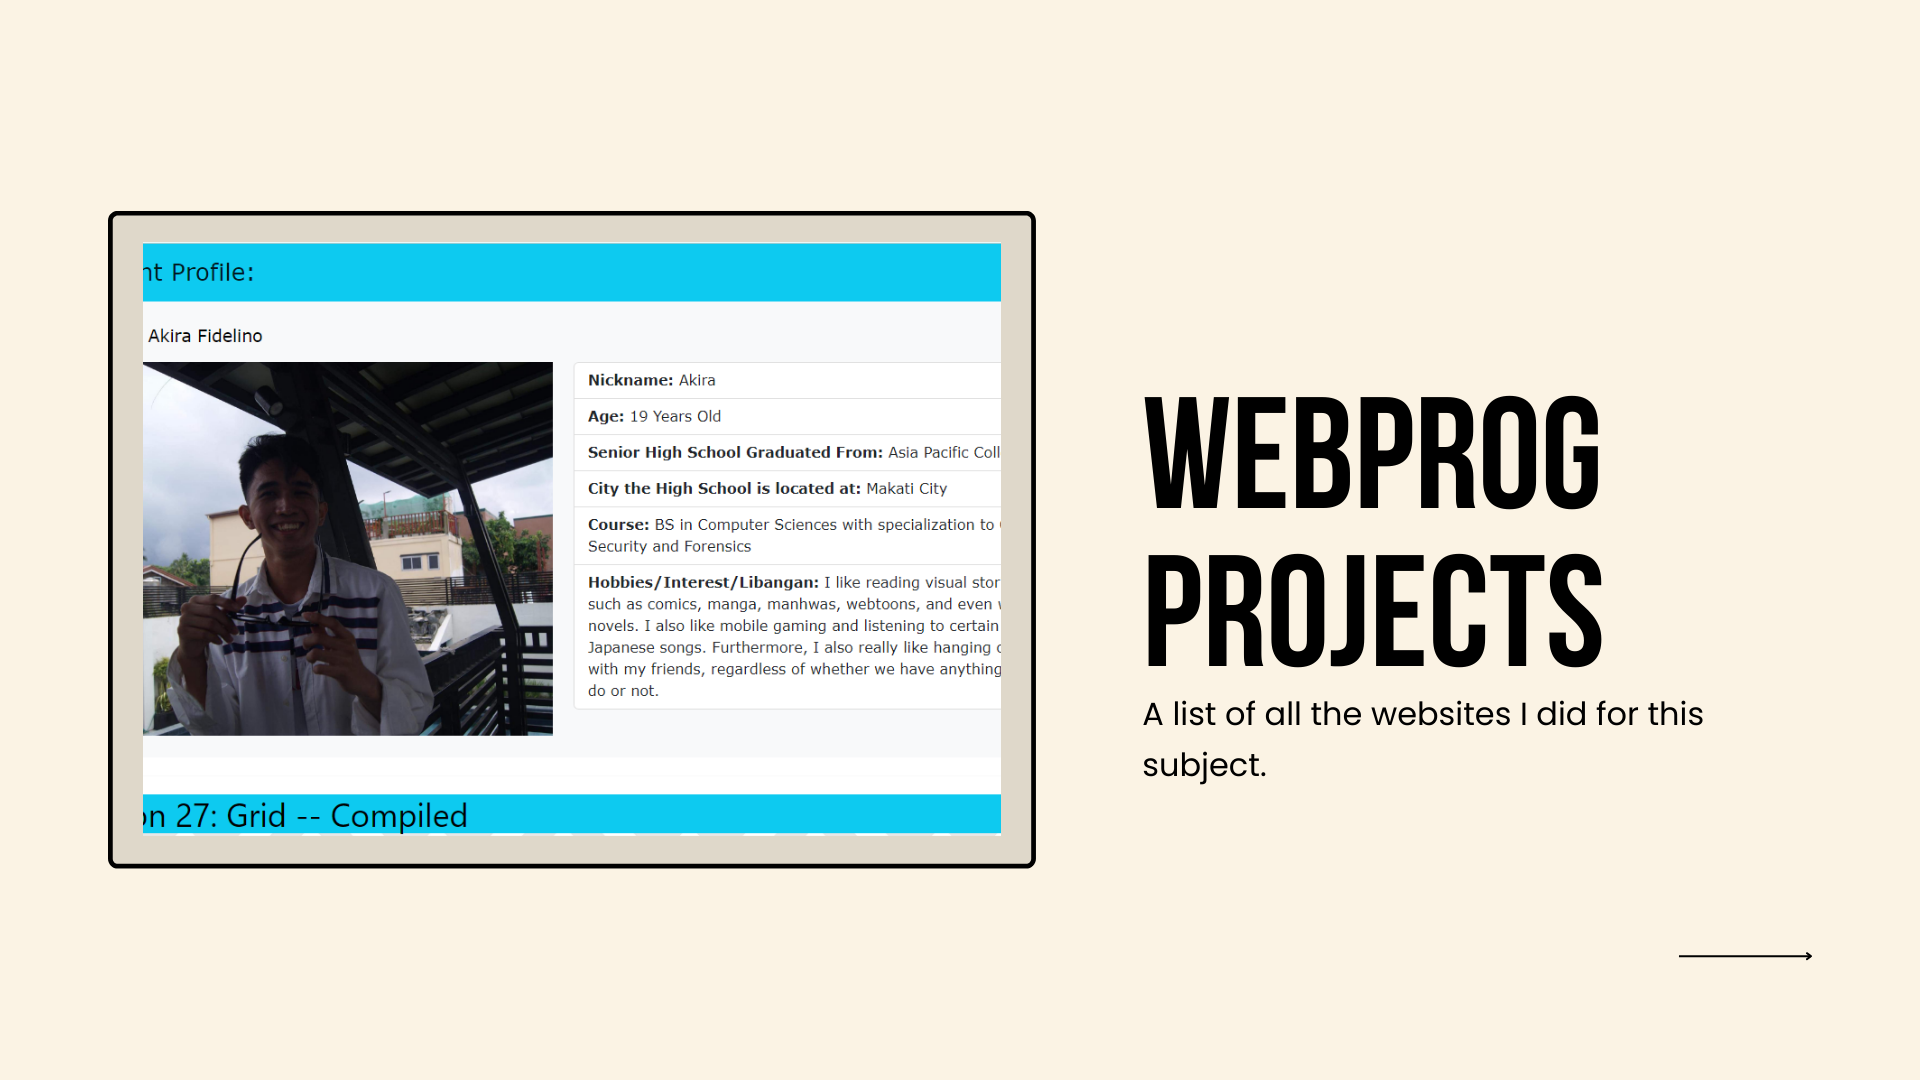 nt Profile:
Akira Fidelino
Nickname: Akira
Age: 19 Years Old
Senior High School Graduated From: Asia Pacific Coll
City the High School is located at: Makati City
Course: BS in Computer Sciences with specialization to
Security and Forensics
Hobbies/Interest/Libangan: I like reading visual stor
such as comics, manga, manhwas, webtoons, and even
novels. I also like mobile gaming and listening to certain
Japanese songs. Furthermore, I also really like hanging
with my friends, regardless of whether we have anything
do or not.
on 27: Grid -- Compiled
WEBPROG
PROJECTS
A list of all the websites I did for this
subject.